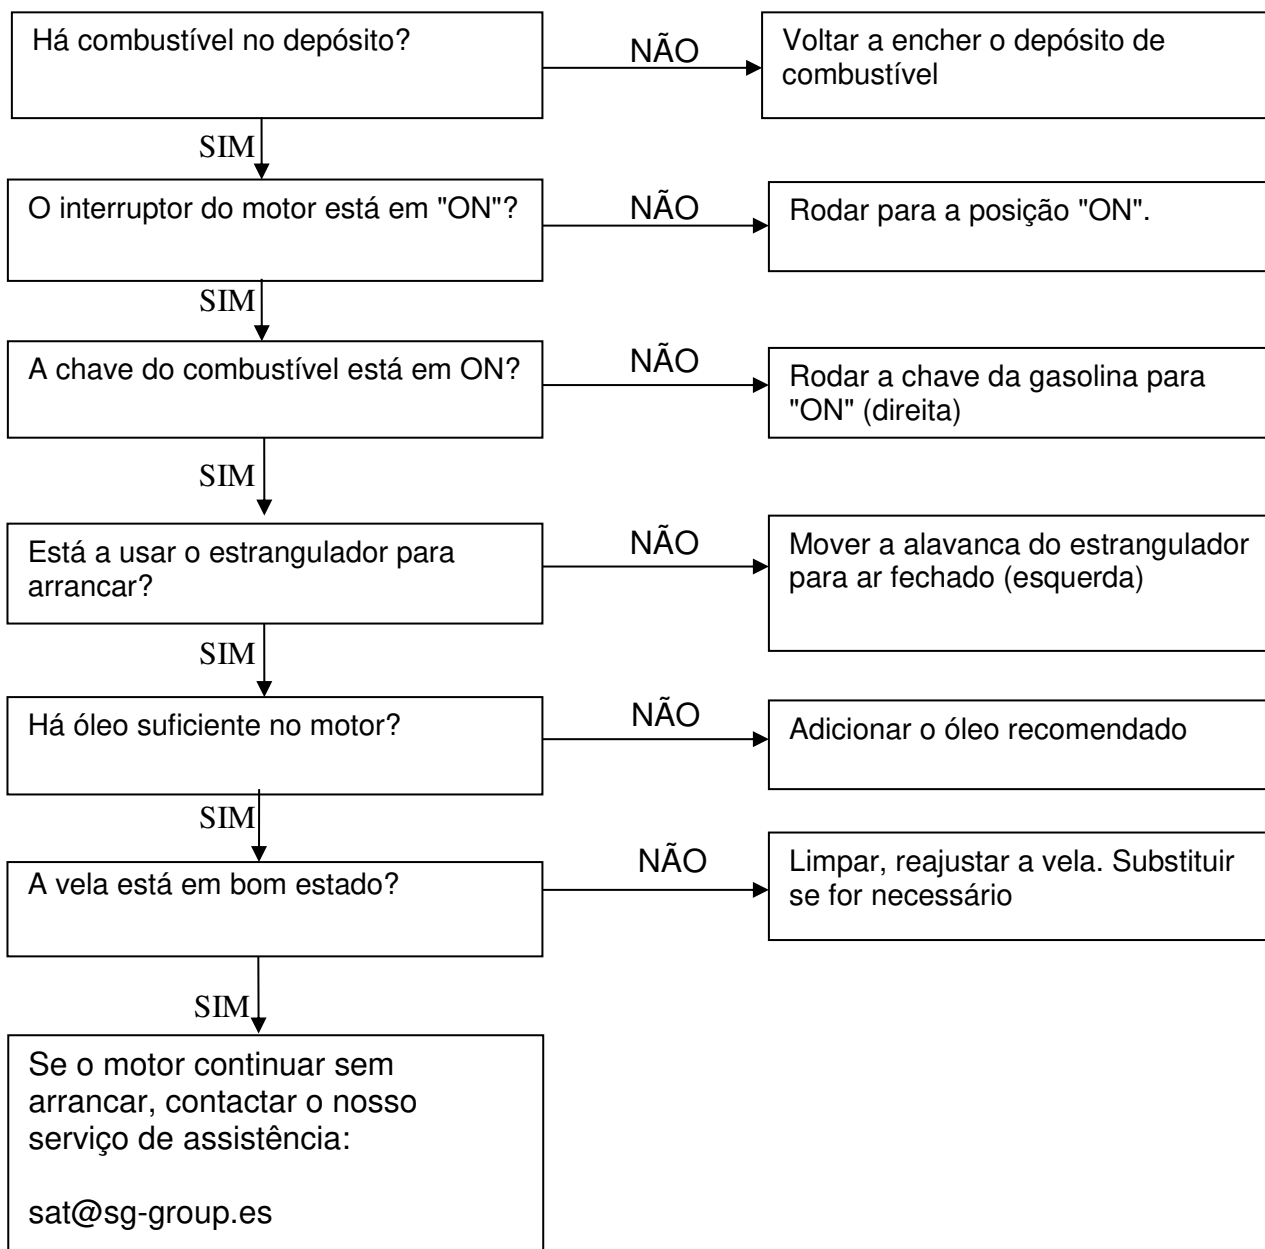 Há combustível no depósito?
NÃO
Voltar a encher o depósito de
combustível
SIM
O interruptor do motor está em "ON"?
NÃO
Rodar para a posição "ON".
SIM
A chave do combustível está em ON?
NÃO
Rodar a chave da gasolina para
"ON" (direita)
SIM
Está a usar o estrangulador para
arrancar?
NÃO
Mover a alavanca do estrangulador
para ar fechado (esquerda)
SIM
Há óleo suficiente no motor?
NÃO
Adicionar o óleo recomendado
SIM
A vela está em bom estado?
NÃO
Limpar, reajustar a vela. Substituir
se for necessário
SIM
Se o motor continuar sem
arrancar, contactar o nosso
serviço de assistência:
sat@sg-group.es